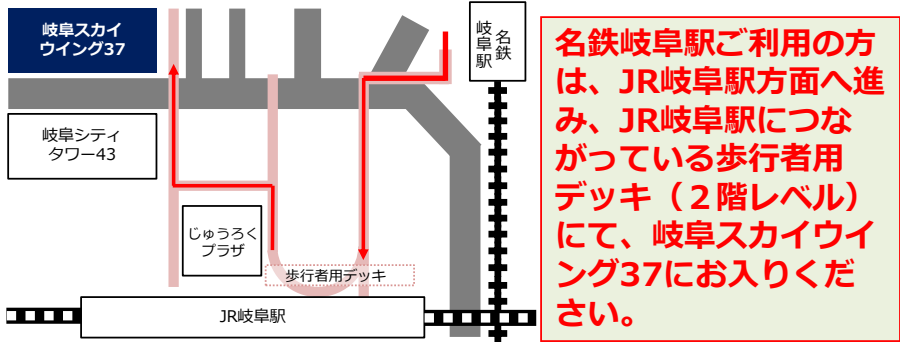 岐阜スカイ
ウイング37
岐阜シティ
タワー43
じゅうろく
プラザ
歩行者用デッキ
JR岐阜駅
名鉄
岐阜駅
名鉄岐阜駅ご利用の方
は、JR岐阜駅方面へ進
み、JR岐阜駅につな
がっている歩行者用
デッキ（２階レベル）
にて、岐阜スカイウイ
ング37にお入りくだ
さい。